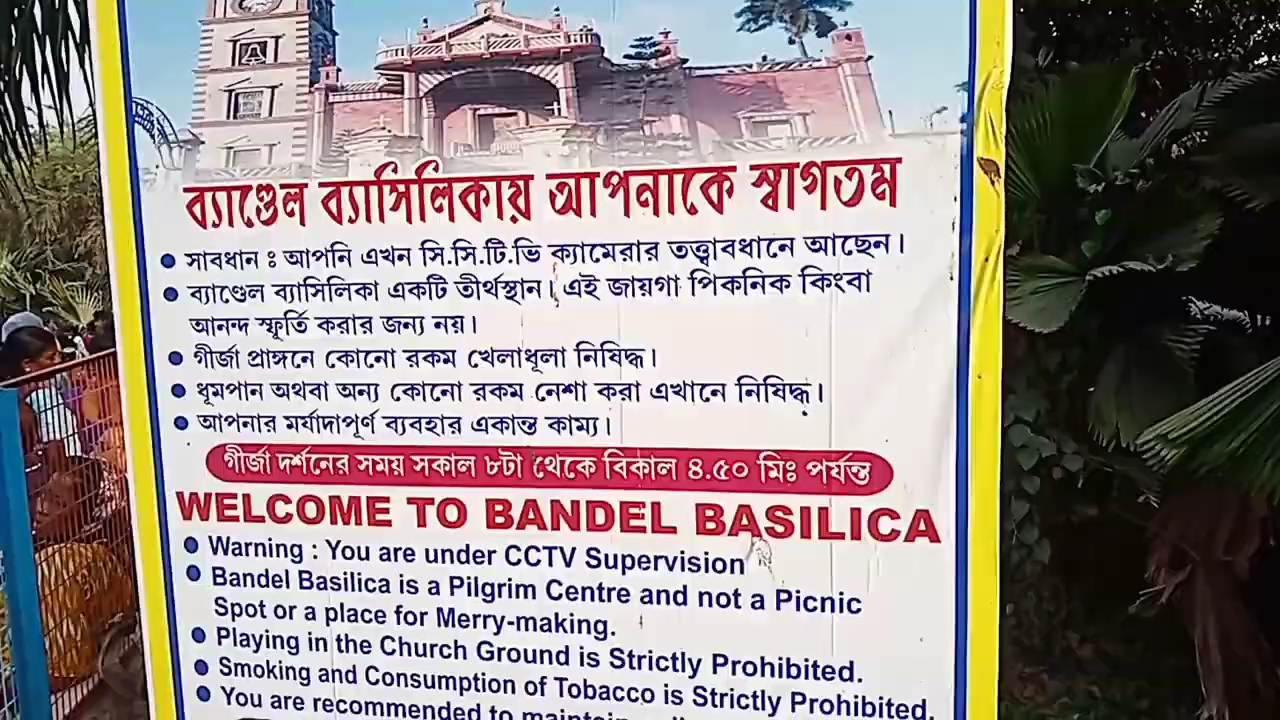 ব্যাণ্ডেল ব্যাসিলিকায় আপনাকে স্বাগতম
• সাবধান ঃ আপনি এখন সি.সি.টি.ভি ক্যামেরার তত্ত্বাবধানে আছেন।
• ব্যাণ্ডেল ব্যাসিলিকা একটি তীর্থস্থান। এই জায়গা পিকনিক কিংবা
আনন্দ স্ফূর্তি করার জন্য নয়।
• গীর্জা প্রাঙ্গনে কোনো রকম খেলাধূলা নিষিদ্ধ।
• ধূমপান অথবা অন্য কোনো রকম নেশা করা এখানে নিষিদ্ধ।
• আপনার মর্যাদাপূর্ণ ব্যবহার একান্ত কাম্য।
গীর্জা দর্শনের সময় সকাল ৮টা থেকে বিকাল ৪.৫০ মিঃ পর্যন্ত
WELCOME TO BANDEL BASILICA
• Warning : You are under CCTV Supervision
• Bandel Basilica is a Pilgrim Centre and not a Picnic
Spot or a place for Merry-making.
• Playing in the Church Ground is Strictly Prohibited.
• Smoking and Consumption of Tobacco is Strictly Prohibited.
• You are recommended to maintain